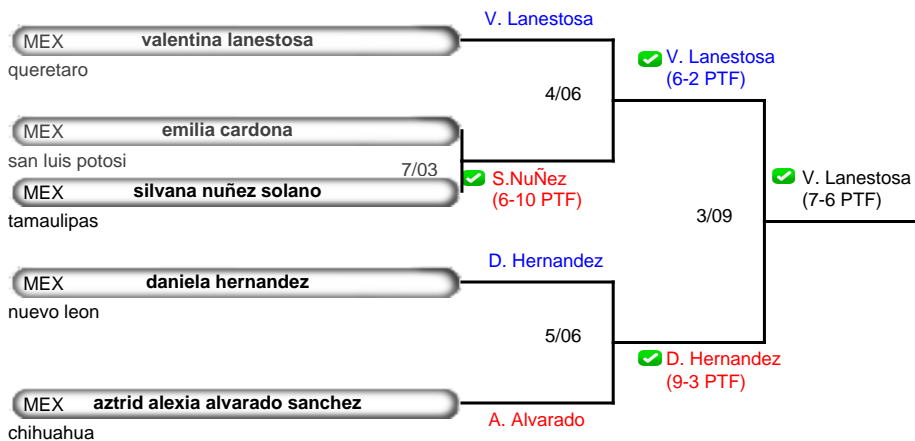 V. Lanestosa
MEX valentina lanestosa
queretaro
V. Lanestosa
(6-2 PTF)
4/06
MEX emilia cardona
san luis potosi
7/03
S.NuÑez
(6-10 PTF)
MEX silvana nuñez solano
tamaulipas
V. Lanestosa
(7-6 PTF)
3/09
D. Hernandez
MEX daniela hernandez
nuevo leon
5/06
D. Hernandez
(9-3 PTF)
MEX aztrid alexia alvarado sanchez
A. Alvarado
chihuahua